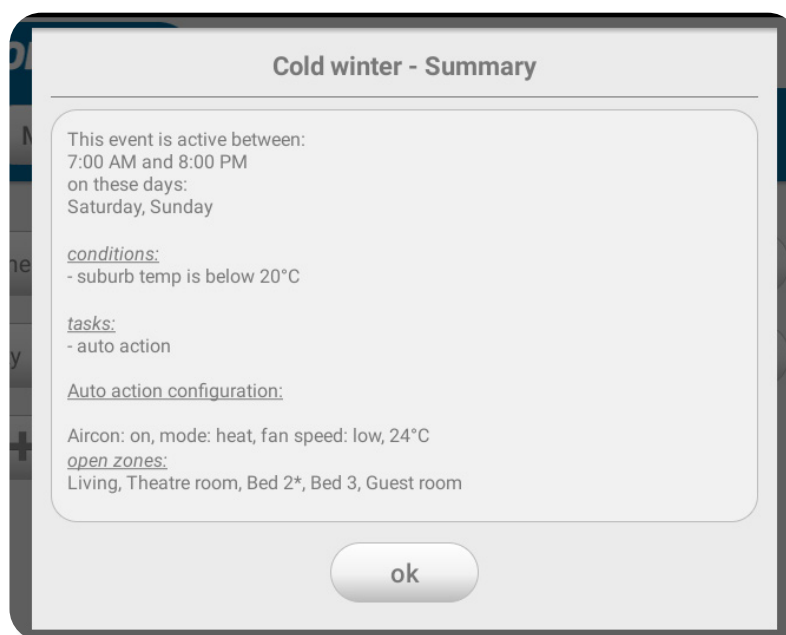 Cold winter - Summary
This event is active between:
7:00 AM and 8:00 PM
on these days:
Saturday, Sunday
conditions:
- suburb temp is below 20°C
tasks:
- auto action
Auto action configuration:
Aircon: on, mode: heat, fan speed: low, 24°C
open zones:
Living, Theatre room, Bed 2*, Bed 3, Guest room
ok